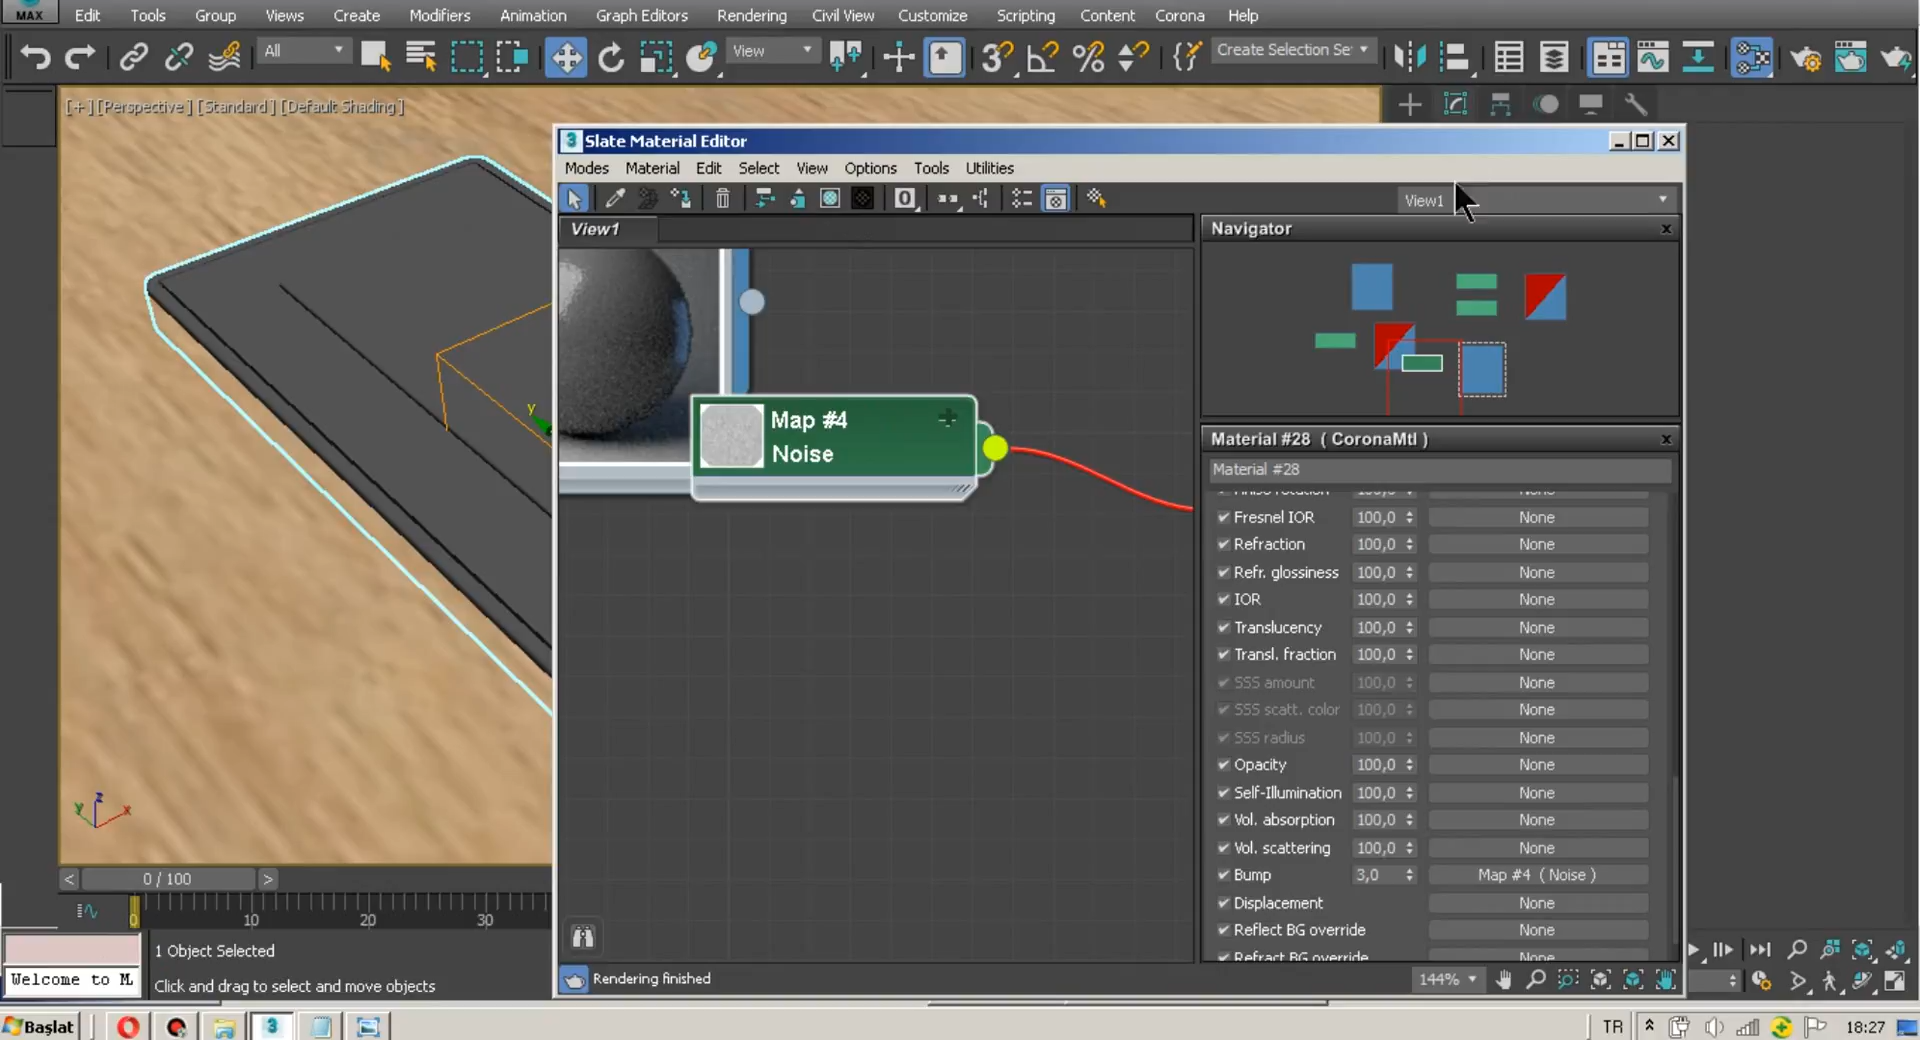 MAX
Edit
Tools
Group
Views
Create
Modifiers
Animation
Graph Editors
Rendering
Civil View
Customize
Scripting
Content
Corona
Help
All
View
Create Selection Se
[+] [Perspective] [Standard] [Default Shading]
Slate Material Editor
Modes
Material
Edit
Select
View
Options
Tools
Utilities
View1
View1
Navigator
Map #4
Noise
Material #28 ( CoronaMtl )
Material #28
Fresnel IOR 100,0 None
Refraction 100,0 None
Refr. glossiness 100,0 None
IOR 100,0 None
Translucency 100,0 None
Transl. fraction 100,0 None
SSS amount 100,0 None
SSS scatt. color 100,0 None
SSS radius 100,0 None
Opacity 100,0 None
Self-Illumination 100,0 None
Vol. absorption 100,0 None
Vol. scattering 100,0 None
Bump 3,0 Map #4 ( Noise )
Displacement None
Reflect BG override None
Refract BG override None
y
z
y
x
< 0 / 100 >
0
10
20
30
1 Object Selected
Welcome to M
Click and drag to select and move objects
Rendering finished
144%
Başlat
TR
18:27